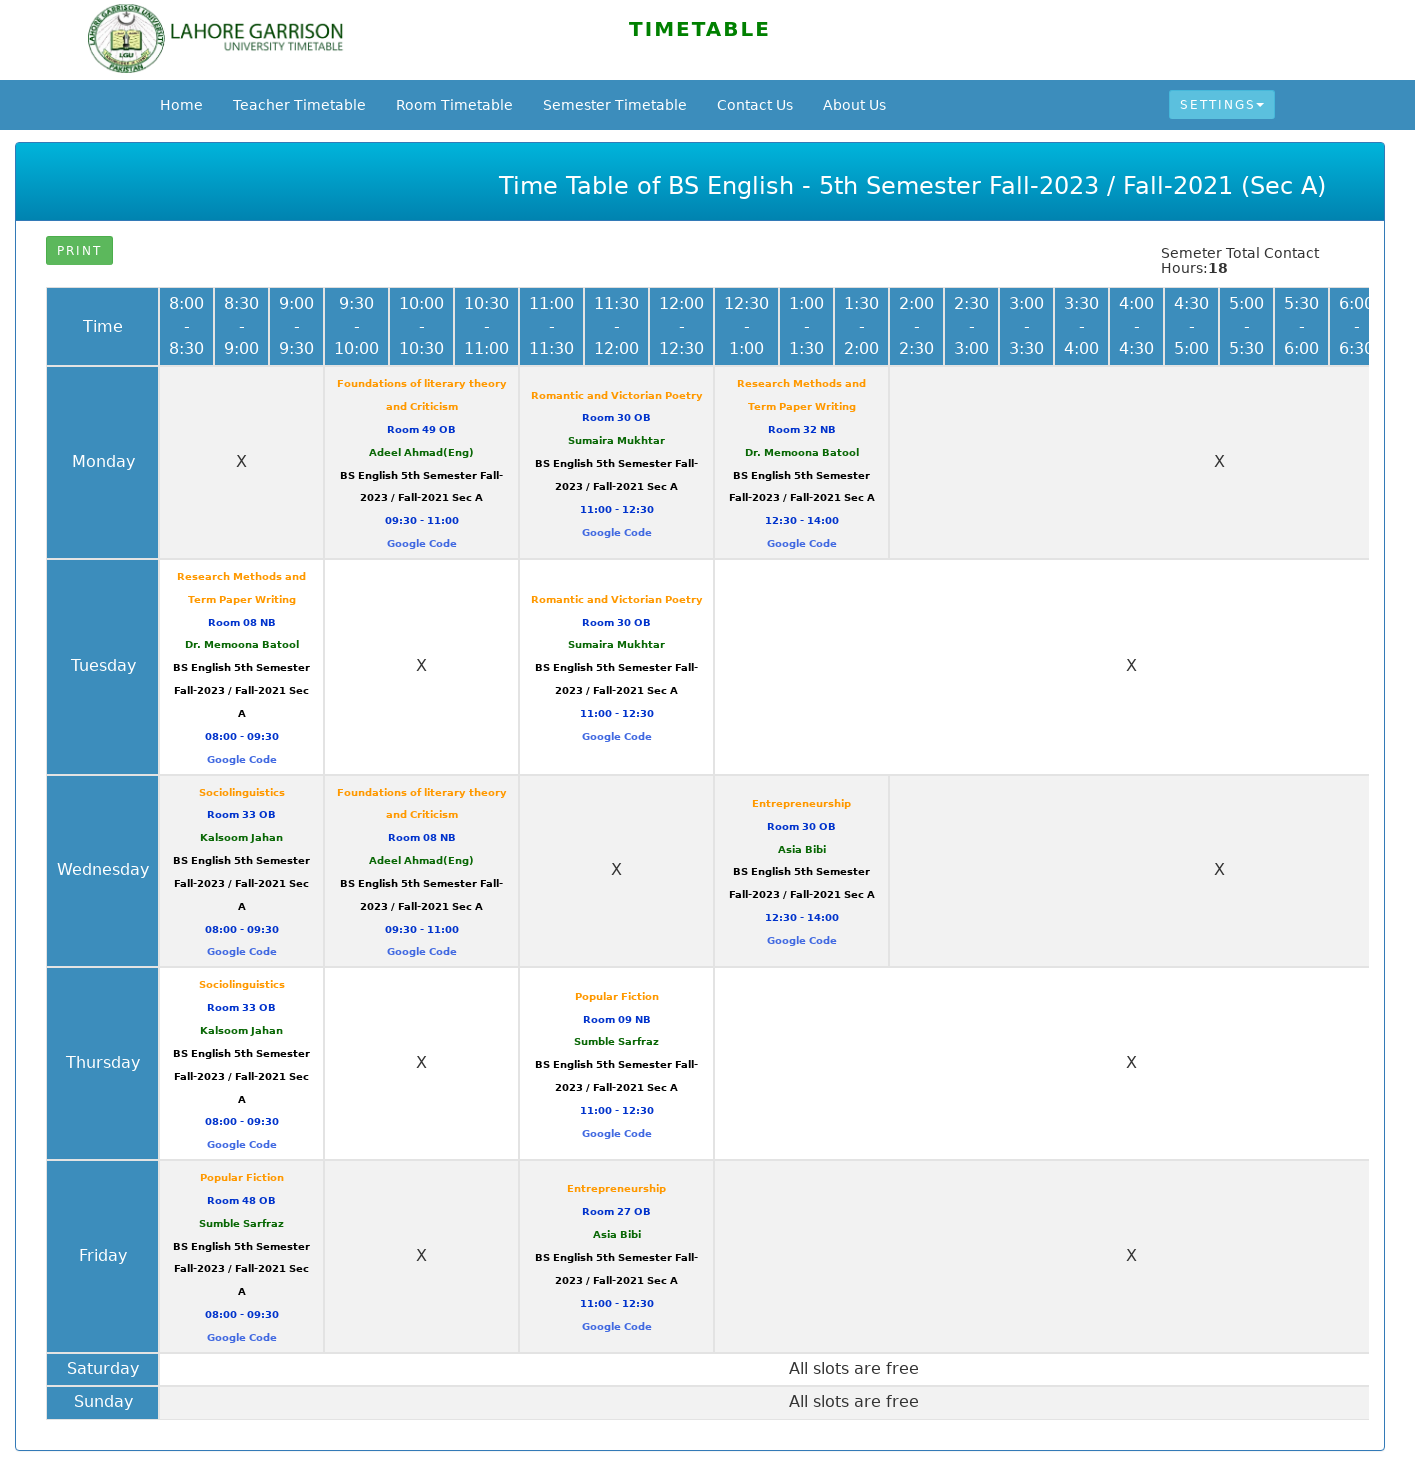 LAHORE GARRISON
UNIVERSITY TIMETABLE
TIMETABLE
Home Teacher Timetable Room Timetable Semester Timetable Contact Us About Us SETTINGS
Time Table of BS English - 5th Semester Fall-2023 / Fall-2021 (Sec A)
PRINT
Semeter Total Contact
Hours:18
Time
8:00 - 8:30
8:30 - 9:00
9:00 - 9:30
9:30 - 10:00
10:00 - 10:30
10:30 - 11:00
11:00 - 11:30
11:30 - 12:00
12:00 - 12:30
12:30 - 1:00
1:00 - 1:30
1:30 - 2:00
2:00 - 2:30
2:30 - 3:00
3:00 - 3:30
3:30 - 4:00
4:00 - 4:30
4:30 - 5:00
5:00 - 5:30
5:30 - 6:00
6:00 - 6:30
Monday
X
Foundations of literary theory
and Criticism
Room 49 OB
Adeel Ahmad(Eng)
BS English 5th Semester Fall-
2023 / Fall-2021 Sec A
09:30 - 11:00
Google Code
Romantic and Victorian Poetry
Room 30 OB
Sumaira Mukhtar
BS English 5th Semester Fall-
2023 / Fall-2021 Sec A
11:00 - 12:30
Google Code
Research Methods and
Term Paper Writing
Room 32 NB
Dr. Memoona Batool
BS English 5th Semester
Fall-2023 / Fall-2021 Sec A
12:30 - 14:00
Google Code
X
Tuesday
Research Methods and
Term Paper Writing
Room 08 NB
Dr. Memoona Batool
BS English 5th Semester
Fall-2023 / Fall-2021 Sec
A
08:00 - 09:30
Google Code
X
Romantic and Victorian Poetry
Room 30 OB
Sumaira Mukhtar
BS English 5th Semester Fall-
2023 / Fall-2021 Sec A
11:00 - 12:30
Google Code
X
Wednesday
Sociolinguistics
Room 33 OB
Kalsoom Jahan
BS English 5th Semester
Fall-2023 / Fall-2021 Sec
A
08:00 - 09:30
Google Code
Foundations of literary theory
and Criticism
Room 08 NB
Adeel Ahmad(Eng)
BS English 5th Semester Fall-
2023 / Fall-2021 Sec A
09:30 - 11:00
Google Code
X
Entrepreneurship
Room 30 OB
Asia Bibi
BS English 5th Semester
Fall-2023 / Fall-2021 Sec A
12:30 - 14:00
Google Code
X
Thursday
Sociolinguistics
Room 33 OB
Kalsoom Jahan
BS English 5th Semester
Fall-2023 / Fall-2021 Sec
A
08:00 - 09:30
Google Code
X
Popular Fiction
Room 09 NB
Sumble Sarfraz
BS English 5th Semester Fall-
2023 / Fall-2021 Sec A
11:00 - 12:30
Google Code
X
Friday
Popular Fiction
Room 48 OB
Sumble Sarfraz
BS English 5th Semester
Fall-2023 / Fall-2021 Sec
A
08:00 - 09:30
Google Code
X
Entrepreneurship
Room 27 OB
Asia Bibi
BS English 5th Semester Fall-
2023 / Fall-2021 Sec A
11:00 - 12:30
Google Code
X
Saturday
All slots are free
Sunday
All slots are free